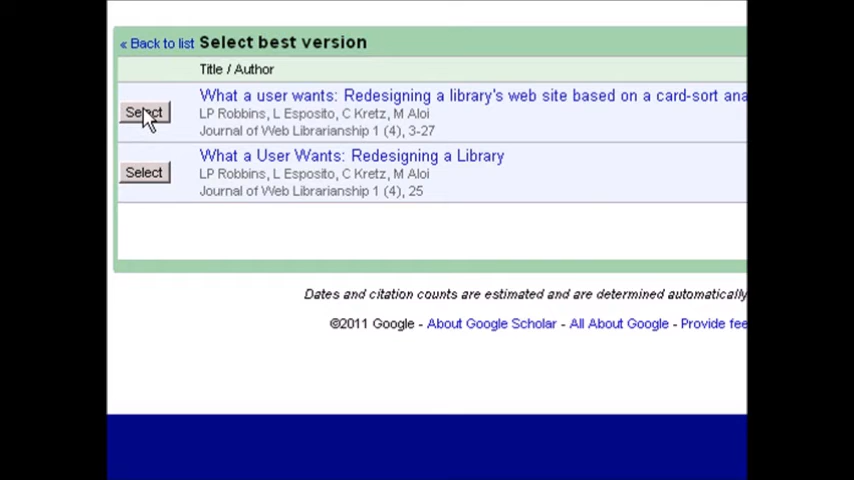 « Back to list Select best version
Title / Author
Select
What a user wants: Redesigning a library's web site based on a card-sort ana
LP Robbins, L Esposito, C Kretz, M Aloi
Journal of Web Librarianship 1 (4), 3-27
Select
What a User Wants: Redesigning a Library
LP Robbins, L Esposito, C Kretz, M Aloi
Journal of Web Librarianship 1 (4), 25
Dates and citation counts are estimated and are determined automatically
©2011 Google - About Google Scholar - All About Google - Provide fee